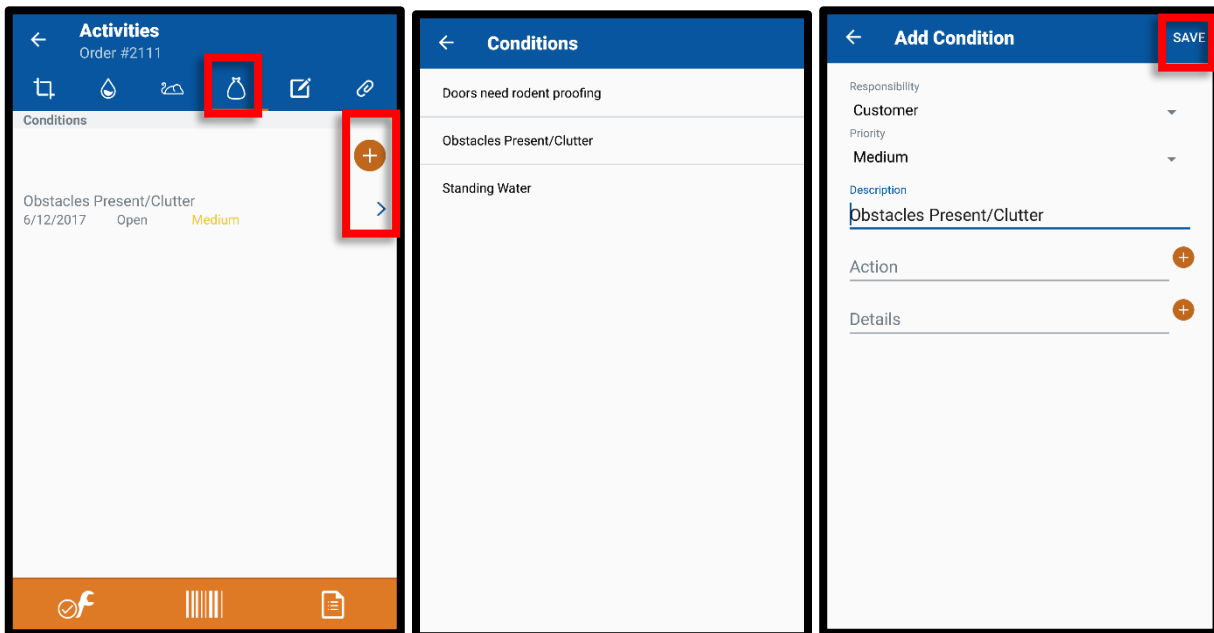 Activities
Order #2111
Conditions
Obstacles Present/Clutter
6/12/2017 Open Medium
Conditions
Doors need rodent proofing
Obstacles Present/Clutter
Standing Water
Add Condition SAVE
Responsibility
Customer
Priority
Medium
Description
Obstacles Present/Clutter
Action
Details